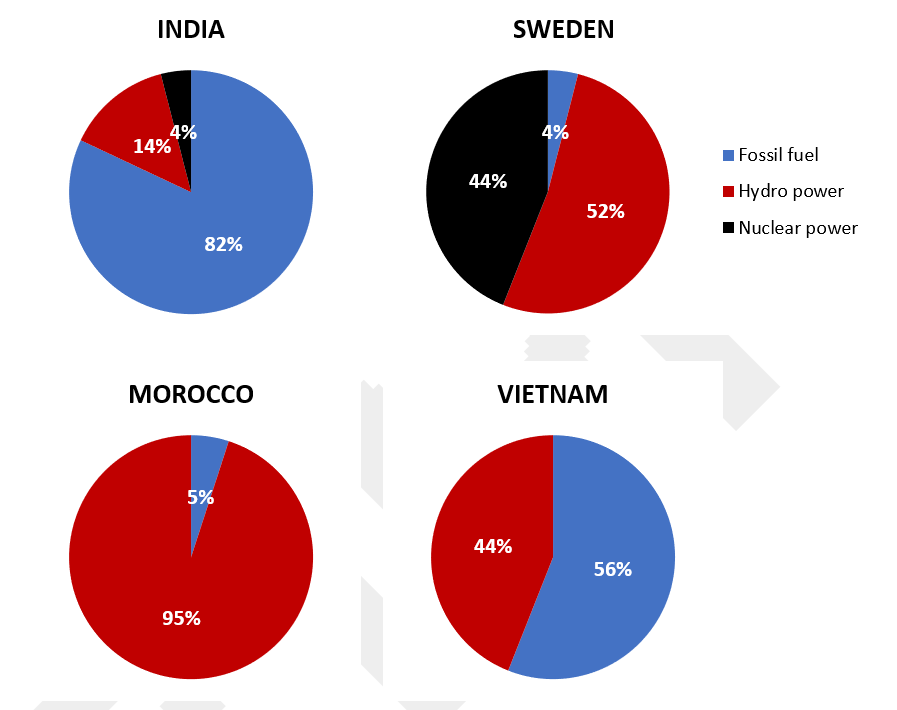 INDIA
4%
14%
82%
SWEDEN
4%
44%
52%
Fossil fuel
Hydro power
Nuclear power
MOROCCO
5%
95%
VIETNAM
44%
56%